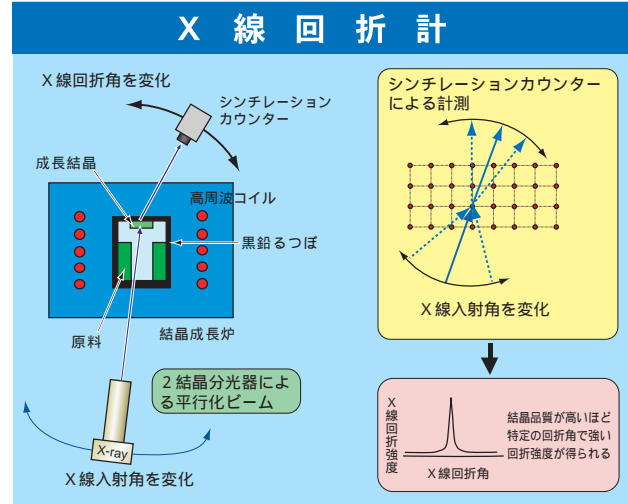 X線回折計
X線回折角を変化
シンチレーション
カウンター
成長結晶
高周波コイル
黒鉛るつぼ
原料
結晶成長炉
2結晶分光器によ
る平行化ビーム
X-ray
X線入射角を変化
シンチレーションカウンター
による計測
X線入射角を変化
X線回折強度
結晶品質が高いほど
特定の回折角で強い
回折強度が得られる
X線回折角